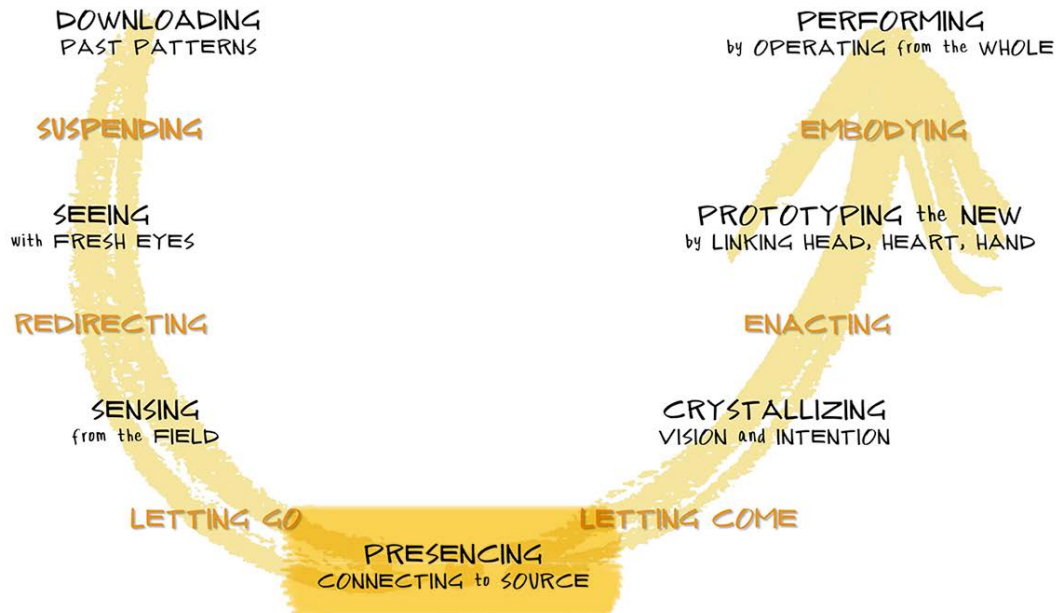 DOWNLOADING
PAST PATTERNS
SUSPENDING
SEEING
with FRESH EYES
REDIRECTING
SENSING
from the FIELD
LETTING GO
PRESENCING
CONNECTING to SOURCE
LETTING COME
CRYSTALLIZING
VISION and INTENTION
ENACTING
PROTOTYPING the NEW
by LINKING HEAD, HEART, HAND
EMBODYING
PERFORMING
by OPERATING from the WHOLE